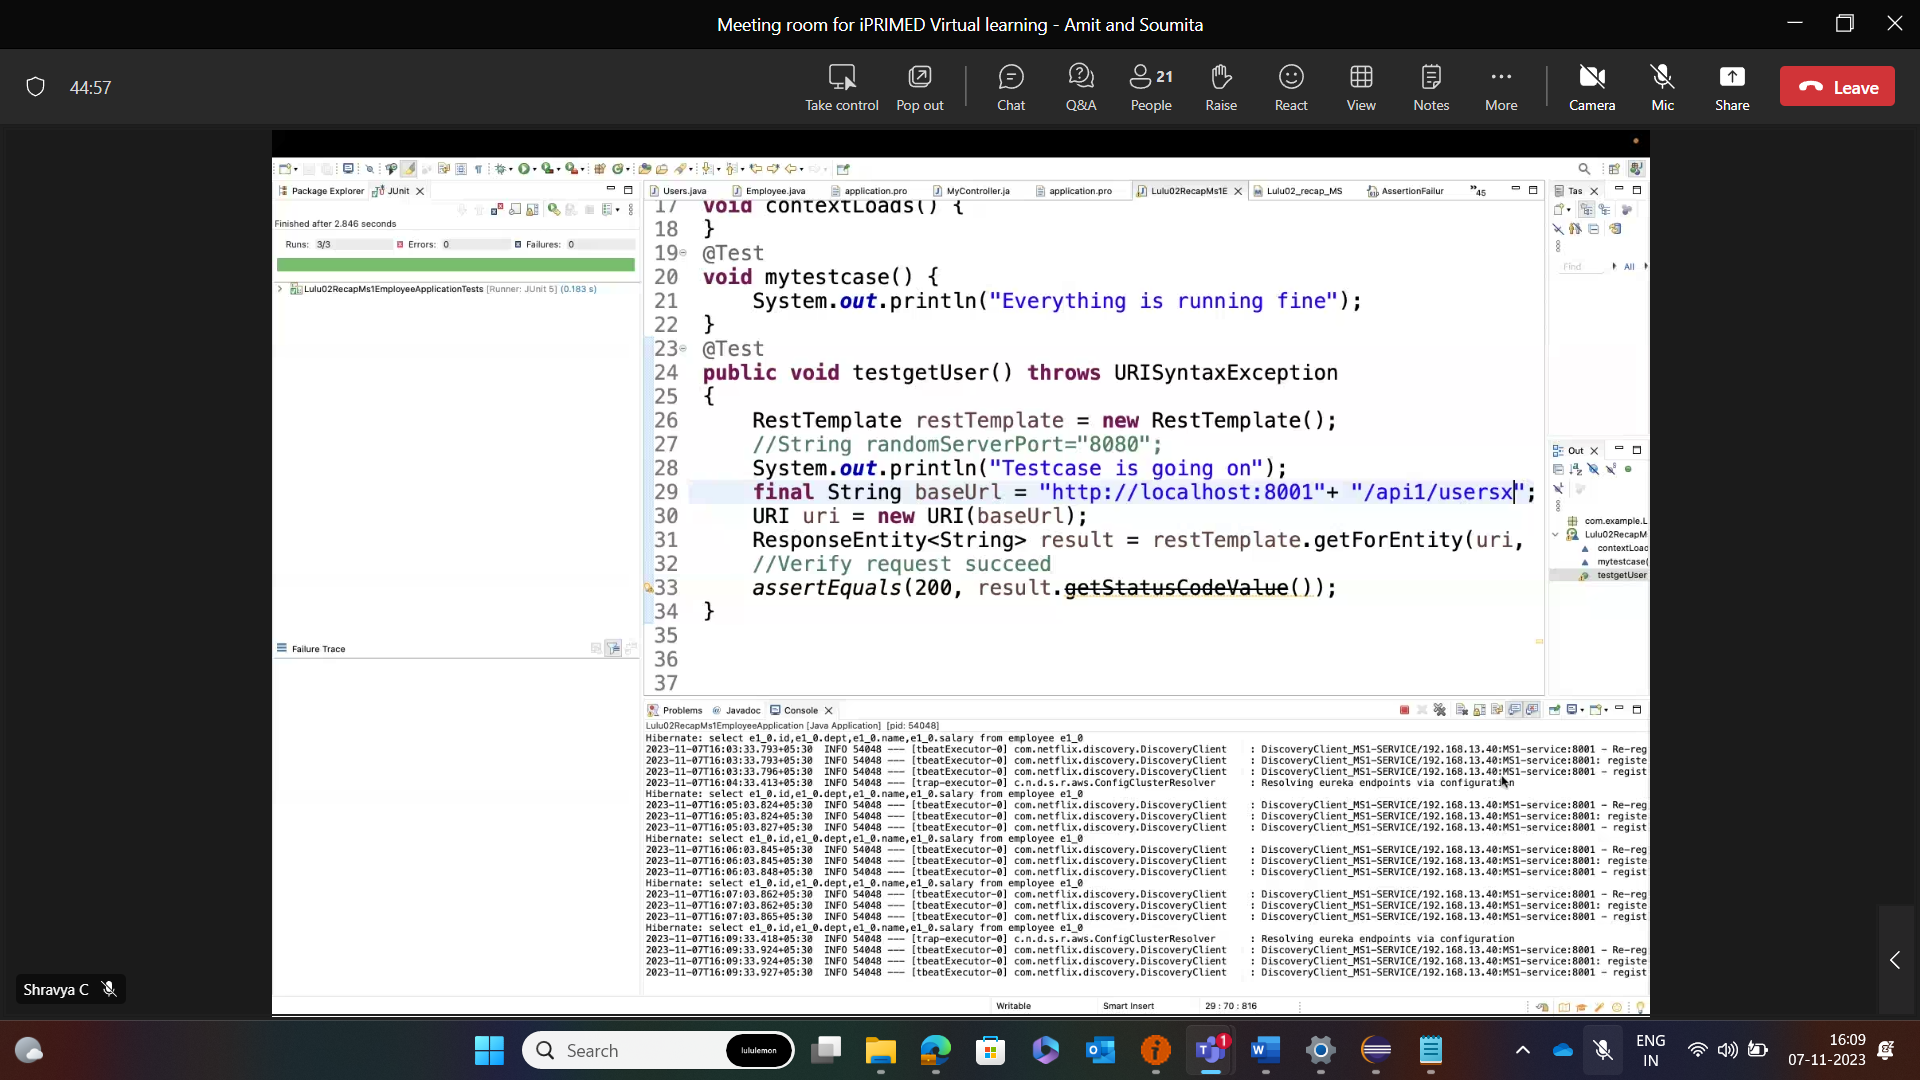 Meeting room for iPRIMED Virtual learning - Amit and Soumita
44:57
Take control
Pop out
Chat
Q&A
21
People
Raise
React
View
Notes
More
Camera
Mic
Share
Leave
Package Explorer
JUnit
Finished after 2.846 seconds
Runs: 3/3
Errors: 0
Failures: 0
Lulu02RecapMs1EmployeeApplicationTests [Runner: JUnit 5] (0.183 s)
Failure Trace
Users.java
Employee.java
application.pro
MyController.ja
application.pro
Lulu02RecapMs1E
Lulu02_recap_MS
AssertionFailur
45
17 void contextLoads() {
18 }
19 @Test
20 void mytestcase() {
21 System.out.println("Everything is running fine");
22 }
23 @Test
24 public void testgetUser() throws URISyntaxException
25 {
26 RestTemplate restTemplate = new RestTemplate();
27 //String randomServerPort="8080";
28 System.out.println("Testcase is going on");
29 final String baseUrl = "http://localhost:8001"+ "/api1/usersx";
30 URI uri = new URI(baseUrl);
31 ResponseEntity<String> result = restTemplate.getForEntity(uri,
32 //Verify request succeed
33 assertEquals(200, result.getStatusCodeValue());
34 }
35
36
37
Tas
Find
All
Out
com.example.L
Lulu02RecapM
contextLoad
mytestcase(
testgetUser
Problems
Javadoc
Console
Lulu02RecapMs1EmployeeApplication [Java Application] [pid: 54048]
Hibernate: select e1_0.id,e1_0.dept,e1_0.name,e1_0.salary from employee e1_0
2023-11-07T16:03:33.793+05:30 INFO 54048 --- [tbeatExecutor-0] com.netflix.discovery.DiscoveryClient : DiscoveryClient_MS1-SERVICE/192.168.13.40:MS1-service:8001 - Re-reg
2023-11-07T16:03:33.793+05:30 INFO 54048 --- [tbeatExecutor-0] com.netflix.discovery.DiscoveryClient : DiscoveryClient_MS1-SERVICE/192.168.13.40:MS1-service:8001: registe
2023-11-07T16:03:33.796+05:30 INFO 54048 --- [tbeatExecutor-0] com.netflix.discovery.DiscoveryClient : DiscoveryClient_MS1-SERVICE/192.168.13.40:MS1-service:8001 - regist
2023-11-07T16:04:33.413+05:30 INFO 54048 --- [trap-executor-0] c.n.d.s.r.aws.ConfigClusterResolver : Resolving eureka endpoints via configuration
Hibernate: select e1_0.id,e1_0.dept,e1_0.name,e1_0.salary from employee e1_0
2023-11-07T16:05:03.824+05:30 INFO 54048 --- [tbeatExecutor-0] com.netflix.discovery.DiscoveryClient : DiscoveryClient_MS1-SERVICE/192.168.13.40:MS1-service:8001 - Re-reg
2023-11-07T16:05:03.824+05:30 INFO 54048 --- [tbeatExecutor-0] com.netflix.discovery.DiscoveryClient : DiscoveryClient_MS1-SERVICE/192.168.13.40:MS1-service:8001: registe
2023-11-07T16:05:03.827+05:30 INFO 54048 --- [tbeatExecutor-0] com.netflix.discovery.DiscoveryClient : DiscoveryClient_MS1-SERVICE/192.168.13.40:MS1-service:8001 - regist
Hibernate: select e1_0.id,e1_0.dept,e1_0.name,e1_0.salary from employee e1_0
2023-11-07T16:06:03.845+05:30 INFO 54048 --- [tbeatExecutor-0] com.netflix.discovery.DiscoveryClient : DiscoveryClient_MS1-SERVICE/192.168.13.40:MS1-service:8001 - Re-reg
2023-11-07T16:06:03.845+05:30 INFO 54048 --- [tbeatExecutor-0] com.netflix.discovery.DiscoveryClient : DiscoveryClient_MS1-SERVICE/192.168.13.40:MS1-service:8001: registe
2023-11-07T16:06:03.848+05:30 INFO 54048 --- [tbeatExecutor-0] com.netflix.discovery.DiscoveryClient : DiscoveryClient_MS1-SERVICE/192.168.13.40:MS1-service:8001 - regist
Hibernate: select e1_0.id,e1_0.dept,e1_0.name,e1_0.salary from employee e1_0
2023-11-07T16:07:03.862+05:30 INFO 54048 --- [tbeatExecutor-0] com.netflix.discovery.DiscoveryClient : DiscoveryClient_MS1-SERVICE/192.168.13.40:MS1-service:8001 - Re-reg
2023-11-07T16:07:03.862+05:30 INFO 54048 --- [tbeatExecutor-0] com.netflix.discovery.DiscoveryClient : DiscoveryClient_MS1-SERVICE/192.168.13.40:MS1-service:8001: registe
2023-11-07T16:07:03.865+05:30 INFO 54048 --- [tbeatExecutor-0] com.netflix.discovery.DiscoveryClient : DiscoveryClient_MS1-SERVICE/192.168.13.40:MS1-service:8001 - regist
Hibernate: select e1_0.id,e1_0.dept,e1_0.name,e1_0.salary from employee e1_0
2023-11-07T16:09:33.418+05:30 INFO 54048 --- [trap-executor-0] c.n.d.s.r.aws.ConfigClusterResolver : Resolving eureka endpoints via configuration
2023-11-07T16:09:33.924+05:30 INFO 54048 --- [tbeatExecutor-0] com.netflix.discovery.DiscoveryClient : DiscoveryClient_MS1-SERVICE/192.168.13.40:MS1-service:8001 - Re-reg
2023-11-07T16:09:33.924+05:30 INFO 54048 --- [tbeatExecutor-0] com.netflix.discovery.DiscoveryClient : DiscoveryClient_MS1-SERVICE/192.168.13.40:MS1-service:8001: registe
2023-11-07T16:09:33.927+05:30 INFO 54048 --- [tbeatExecutor-0] com.netflix.discovery.DiscoveryClient : DiscoveryClient_MS1-SERVICE/192.168.13.40:MS1-service:8001 - regist
Writable
Smart Insert
29 : 70 : 816
Shravya C
Search
lululemon
1
ENG
IN
16:09
07-11-2023